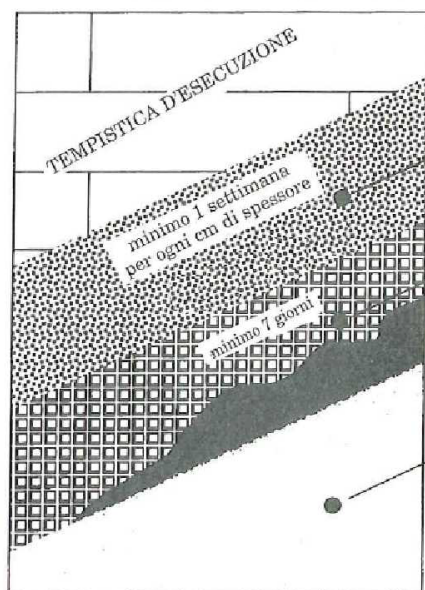 TEMPISTICA D'ESECUZIONE
minimo 1 settimana
per ogni cm di spessore
minimo 7 giorni